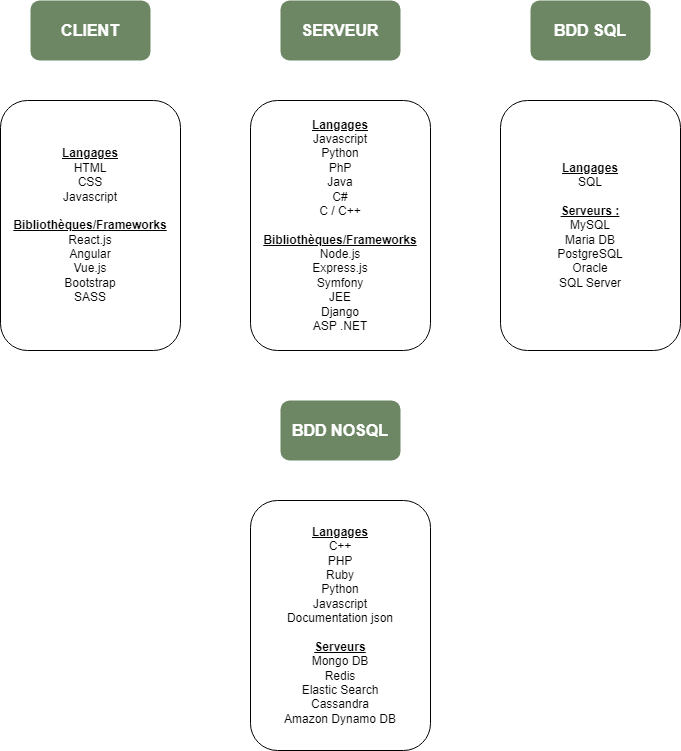 CLIENT
SERVEUR
BDD SQL
Langages
HTML
CSS
Javascript
Bibliothèques/Frameworks
React.js
Angular
Vue.js
Bootstrap
SASS
Langages
Javascript
Python
PhP
Java
C#
C / C++
Bibliothèques/Frameworks
Node.js
Express.js
Symfony
JEE
Django
ASP .NET
Langages
SQL
Serveurs :
MySQL
Maria DB
PostgreSQL
Oracle
SQL Server
BDD NOSQL
Langages
C++
PHP
Ruby
Python
Javascript
Documentation json
Serveurs
Mongo DB
Redis
Elastic Search
Cassandra
Amazon Dynamo DB